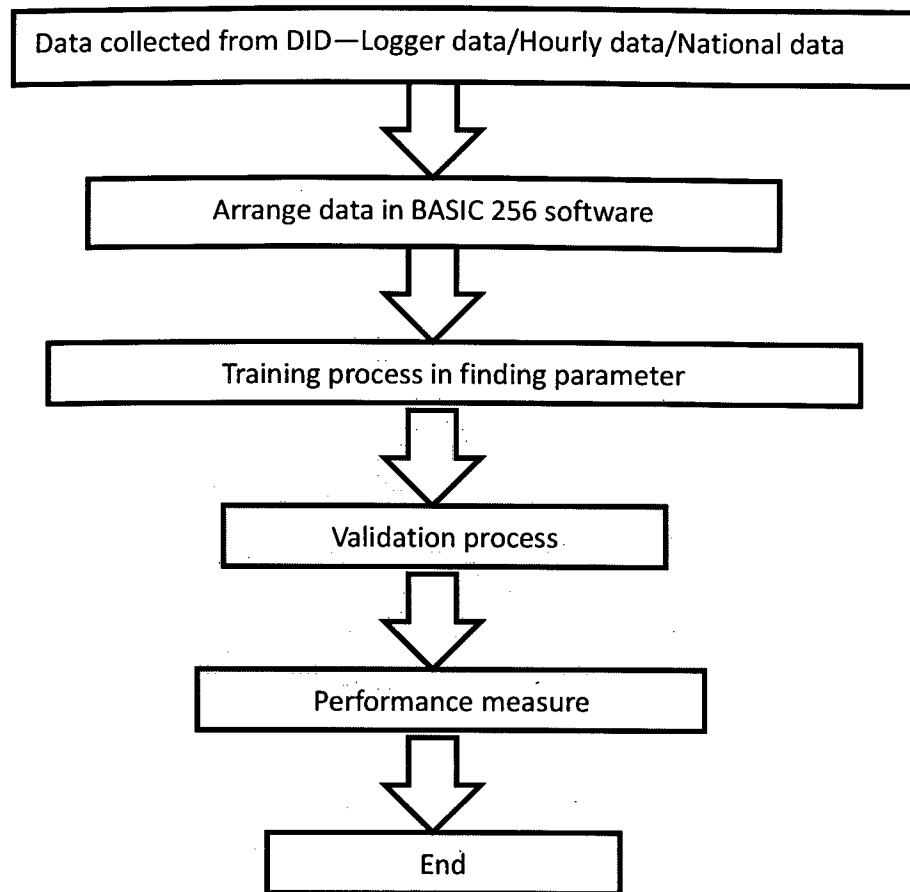 Data collected from DID—Logger data/Hourly data/National data
Arrange data in BASIC 256 software
Training process in finding parameter
Validation process
Performance measure
End